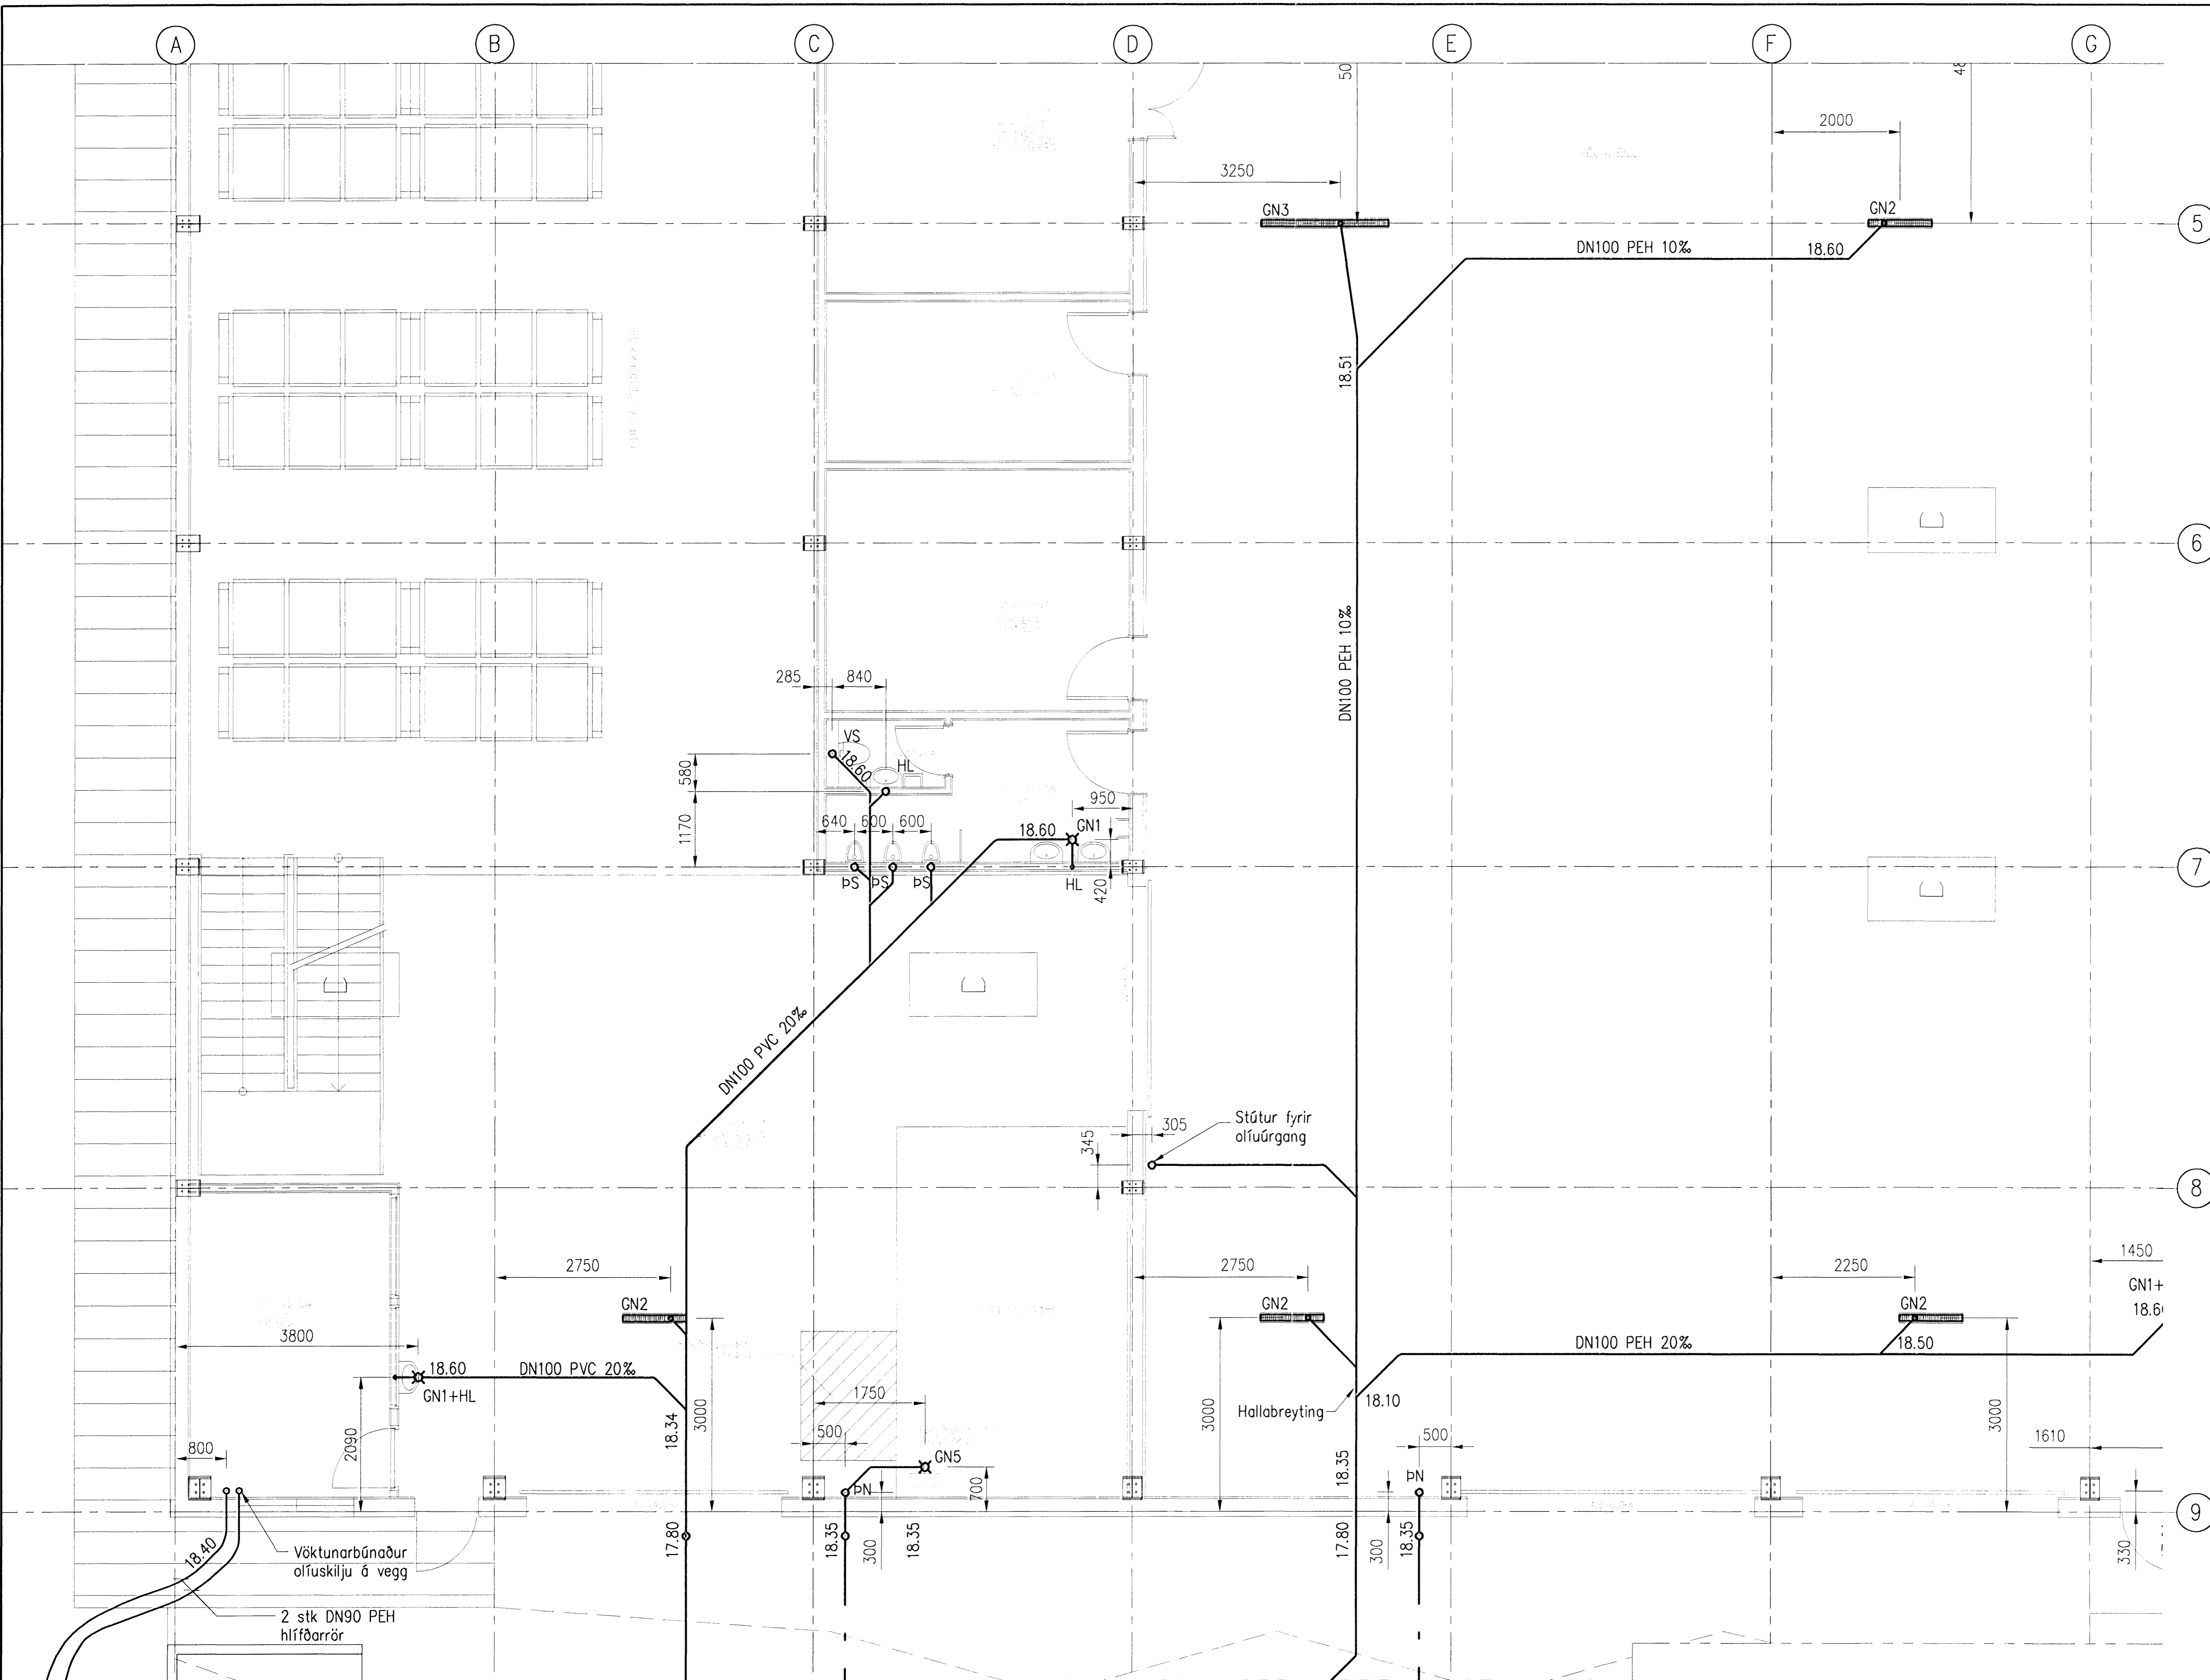 A
B
C
D
E
F
G
50
48
2000
3250
GN3
GN2
5
DN100 PEH 10‰
18.60
18.51
6
DN100 PEH 10‰
285
840
VS
18.60
HL
580
1170
950
640
600
600
18.60
GN1
ÞS
ÞS
ÞS
HL
420
7
DN100 PVC 20‰
305
345
Stútur fyrir
olíuúrgang
8
2750
2750
2250
1450
GN2
GN2
GN2
GN1+
18.6
3800
18.60
DN100 PVC 20‰
GN1+HL
DN100 PEH 20‰
18.50
2090
18.34
3000
1750
3000
Hallabreyting
18.10
3000
800
500
GN5
18.35
500
1610
ÞN
700
ÞN
9
18.40
Vöktunarbúnaður
olíuskilju á vegg
17.80
18.35
300
18.35
17.80
300
18.35
330
2 stk DN90 PEH
hlífðarrör